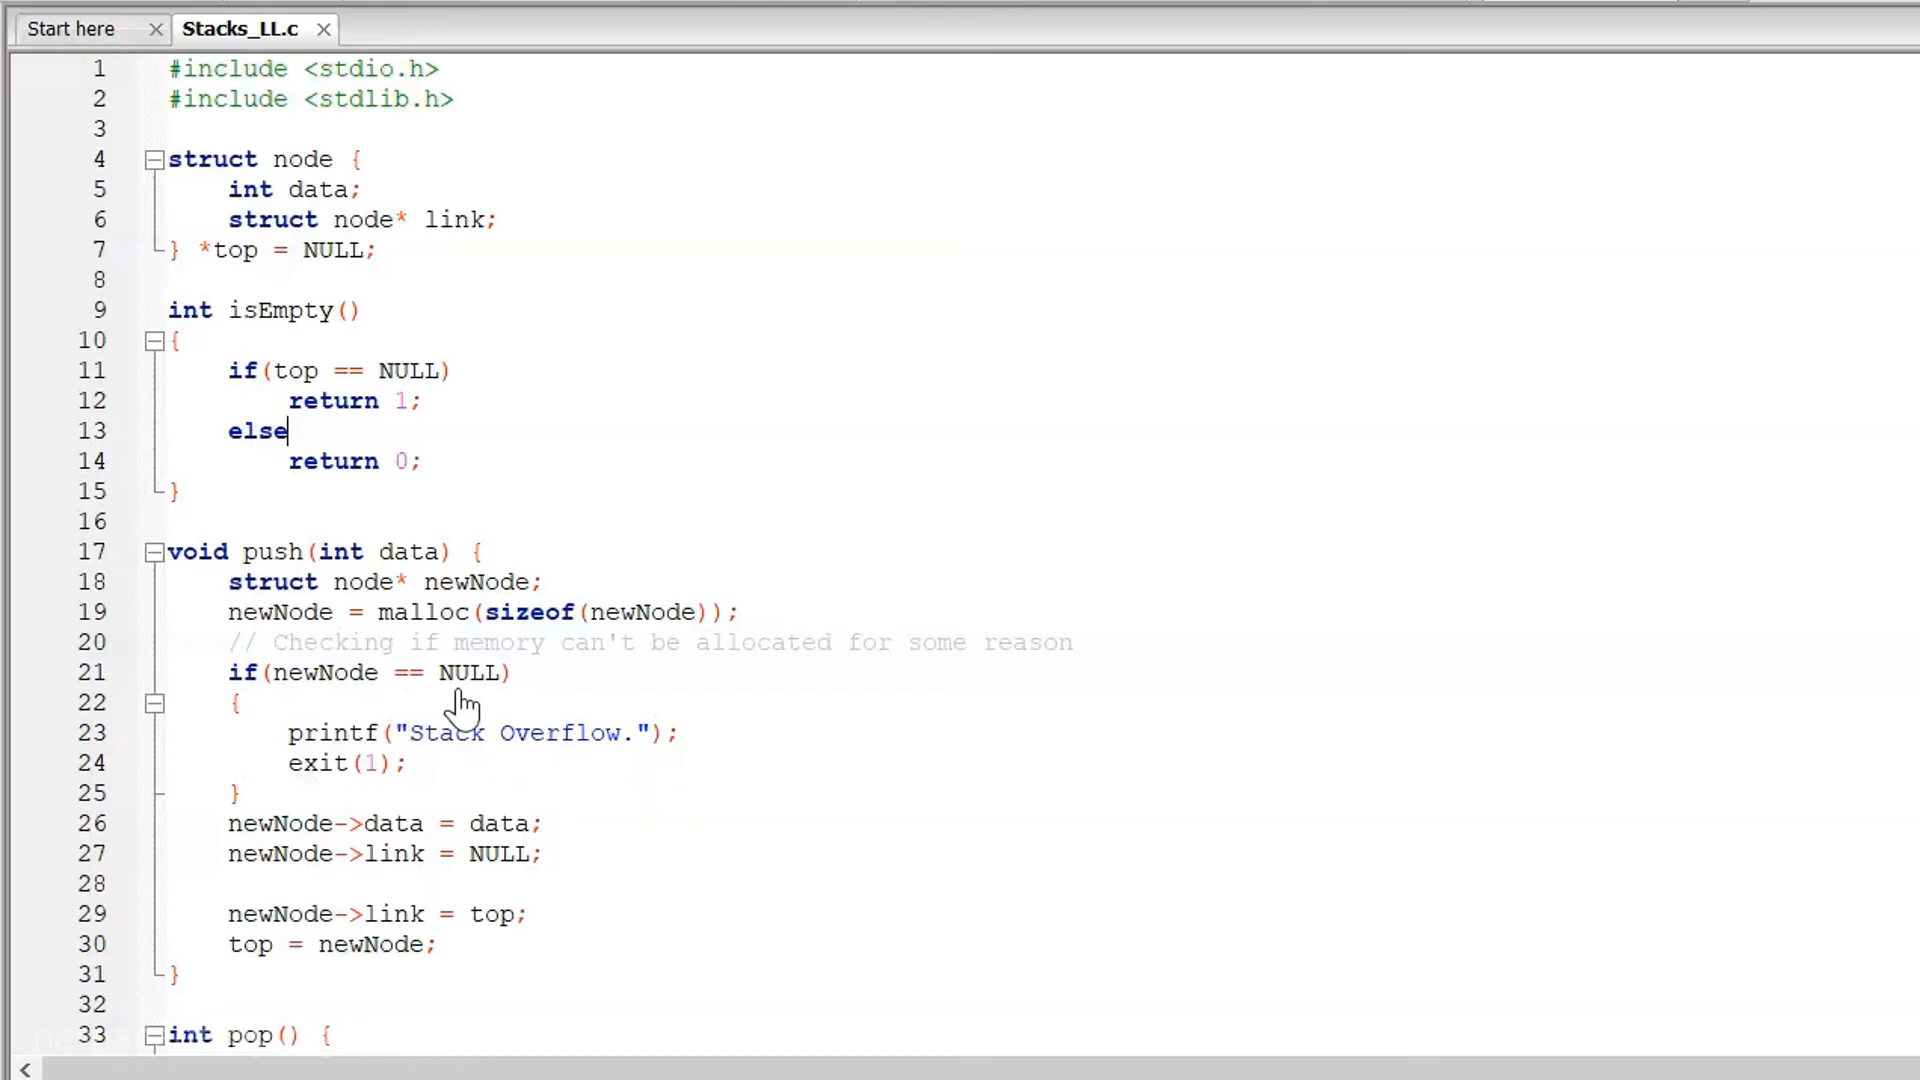 Start here
Stacks_LL.c
1 #include <stdio.h>
2 #include <stdlib.h>
3
4 struct node {
5 int data;
6 struct node* link;
7 } *top = NULL;
8
9 int isEmpty()
10 {
11 if(top == NULL)
12 return 1;
13 else
14 return 0;
15 }
16
17 void push(int data) {
18 struct node* newNode;
19 newNode = malloc(sizeof(newNode));
20 // Checking if memory can't be allocated for some reason
21 if(newNode == NULL)
22 {
23 printf("Stack Overflow.");
24 exit(1);
25 }
26 newNode->data = data;
27 newNode->link = NULL;
28
29 newNode->link = top;
30 top = newNode;
31 }
32
33 int pop() {